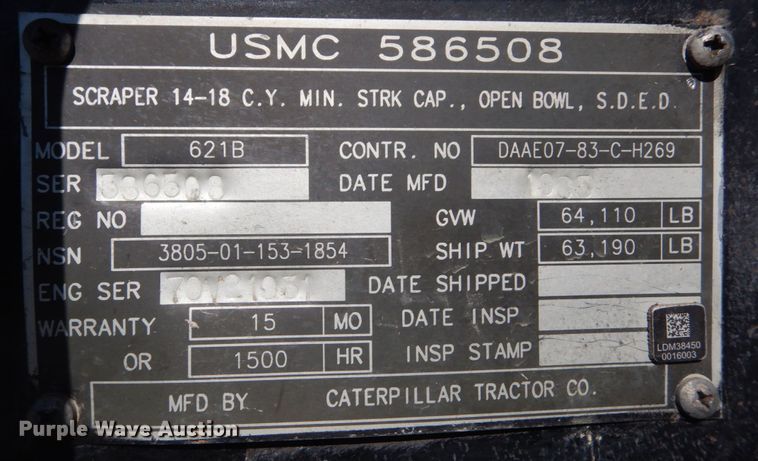 USMC 586508
SCRAPER 14-18 C.Y. MIN. STRK CAP., OPEN BOWL, S.D.E.D.
MODEL 621B CONTR. NO DAAE07-83-C-H269
SER DATE MFD
REG NO GVW 64,110 LB
NSN 3805-01-153-1854 SHIP WT 63,190 LB
ENG SER DATE SHIPPED
WARRANTY 15 MO DATE INSP
OR 1500 HR INSP STAMP
LDM38450
0016003
MFD BY CATERPILLAR TRACTOR CO.
Purple Wave Auction